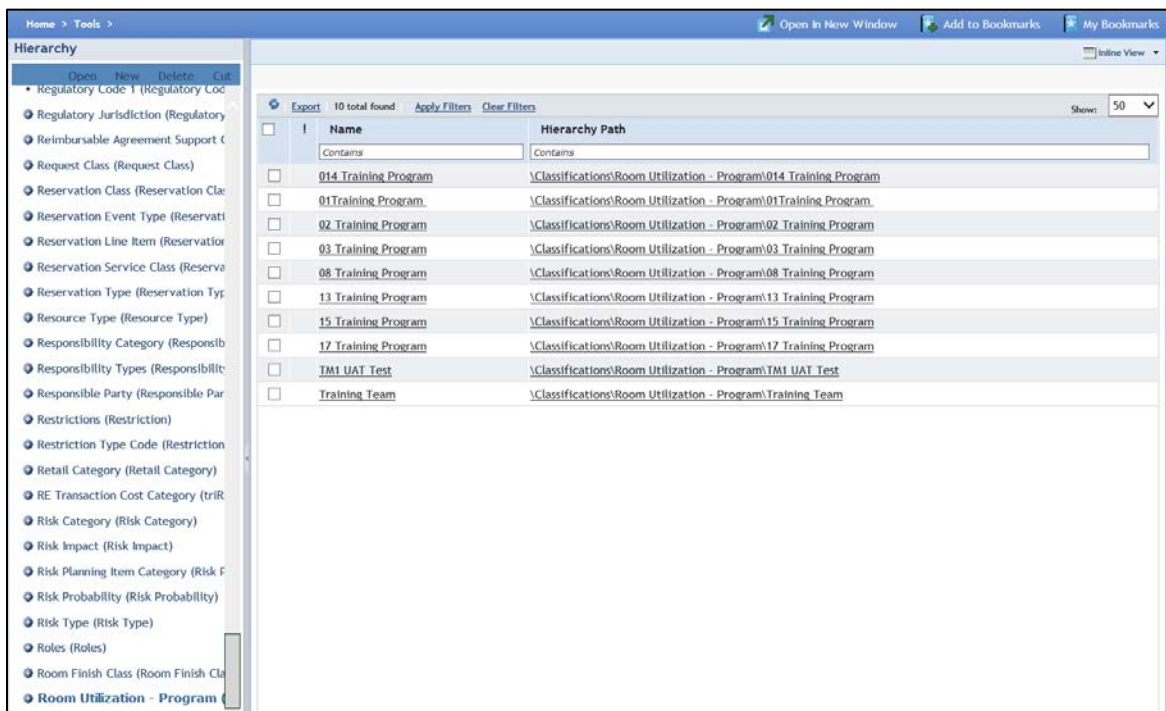 Home > Tools >
Open In New Window Add to Bookmarks My Bookmarks
Hierarchy
Inline View
Open New Delete Cut
Regulatory Code 1 (Regulatory Cod
Regulatory Jurisdiction (Regulatory
Reimbursable Agreement Support C
Request Class (Request Class)
Reservation Class (Reservation Clas
Reservation Event Type (Reservati
Reservation Line Item (Reservation
Reservation Service Class (Reserva
Reservation Type (Reservation Typ
Resource Type (Resource Type)
Responsibility Category (Responsib
Responsibility Types (Responsibilit
Responsible Party (Responsible Par
Restrictions (Restriction)
Restriction Type Code (Restriction
Retail Category (Retail Category)
RE Transaction Cost Category (triR
Risk Category (Risk Category)
Risk Impact (Risk Impact)
Risk Planning Item Category (Risk P
Risk Probability (Risk Probability)
Risk Type (Risk Type)
Roles (Roles)
Room Finish Class (Room Finish Cla
Room Utilization - Program (
Export 10 total found Apply Filters Clear Filters Show: 50
! Name Hierarchy Path
Contains Contains
014 Training Program \Classifications\Room Utilization - Program\014 Training Program
01Training Program \Classifications\Room Utilization - Program\01Training Program
02 Training Program \Classifications\Room Utilization - Program\02 Training Program
03 Training Program \Classifications\Room Utilization - Program\03 Training Program
08 Training Program \Classifications\Room Utilization - Program\08 Training Program
13 Training Program \Classifications\Room Utilization - Program\13 Training Program
15 Training Program \Classifications\Room Utilization - Program\15 Training Program
17 Training Program \Classifications\Room Utilization - Program\17 Training Program
TM1 UAT Test \Classifications\Room Utilization - Program\TM1 UAT Test
Training Team \Classifications\Room Utilization - Program\Training Team